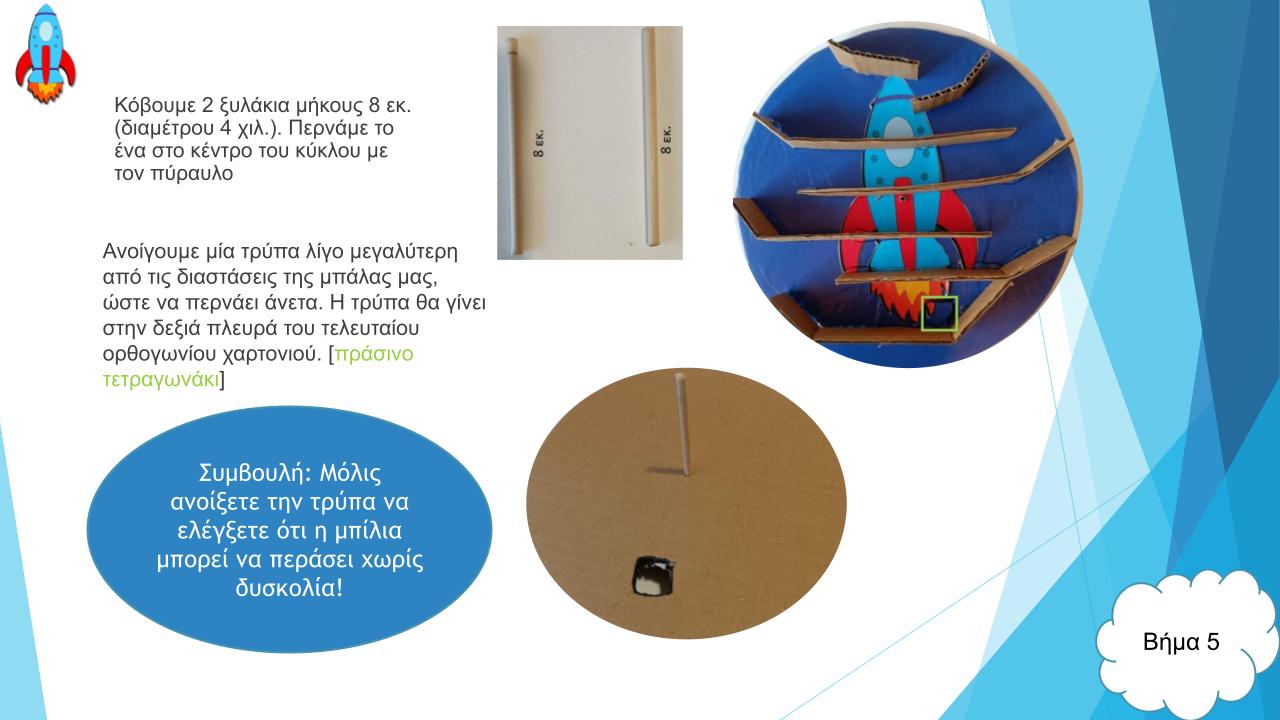 Κόβουμε 2 ξυλάκια μήκους 8 εκ.
(διαμέτρου 4 χιλ.). Περνάμε το
ένα στο κέντρο του κύκλου με
τον πύραυλο
8 εκ.
8 εκ.
Ανοίγουμε μία τρύπα λίγο μεγαλύτερη
από τις διαστάσεις της μπάλας μας,
ώστε να περνάει άνετα. Η τρύπα θα γίνει
στην δεξιά πλευρά του τελευταίου
ορθογωνίου χαρτονιού. [πράσινο
τετραγωνάκι]
Συμβουλή: Μόλις
ανοίξετε την τρύπα να
ελέγξετε ότι η μπίλια
μπορεί να περάσει χωρίς
δυσκολία!
Βήμα 5